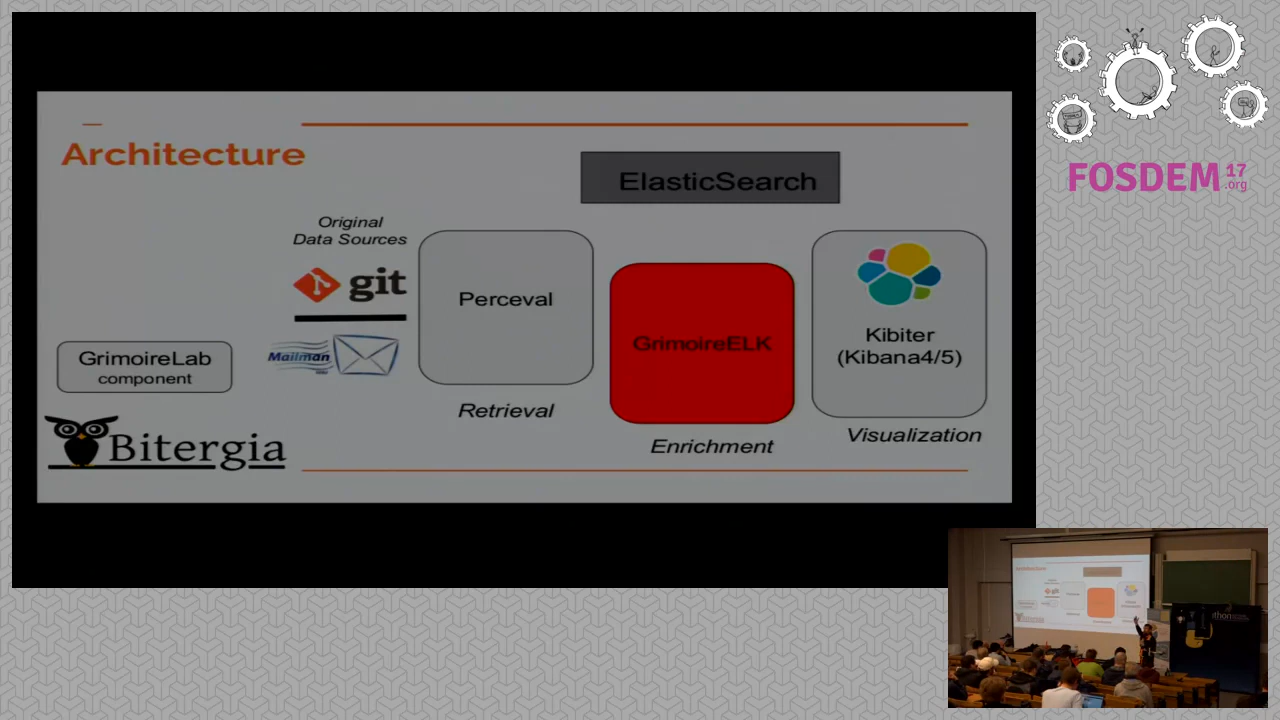 Architecture
ElasticSearch
Original
Data Sources
git
Mailman
Perceval
GrimoireELK
Kibiter
(Kibana4/5)
GrimoireLab
component
Retrieval
Enrichment
Visualization
Bitergia
FOSDEM 17
.org